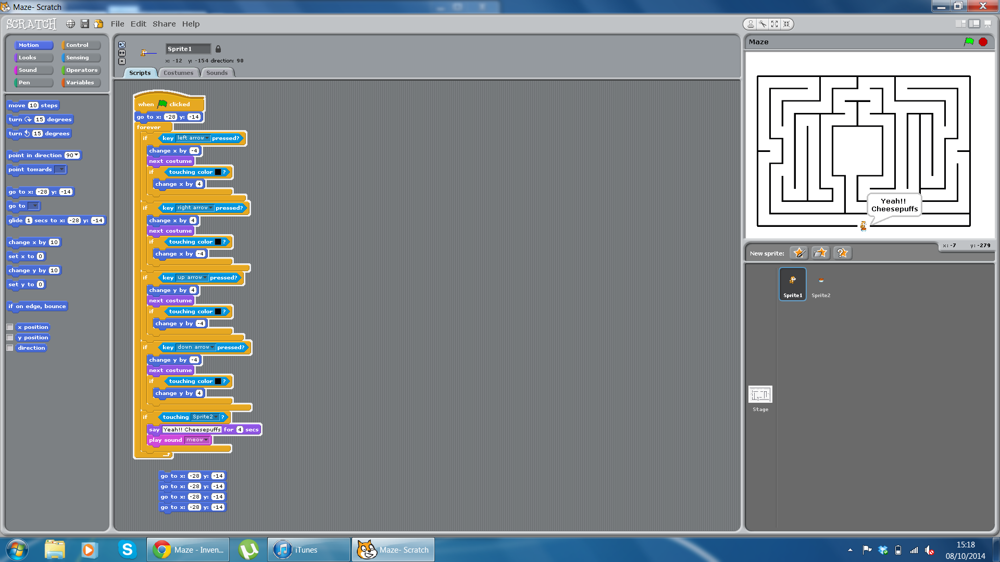 Maze- Scratch
SCRATCH File Edit Share Help
Motion Control
Looks Sensing
Sound Operators
Pen Variables
move 10 steps
turn 15 degrees
turn 15 degrees
point in direction 90
point towards
go to x: -28 y: -14
go to
glide 1 secs to x: -28 y: -14
change x by 10
set x to 0
change y by 10
set y to 0
if on edge, bounce
x position
y position
direction
Sprite1
x: -12 y: -154 direction: 90
Scripts Costumes Sounds
when clicked
go to x: -28 y: -14
forever
if key left arrow pressed?
change x by -4
next costume
if touching color ?
change x by 4
if key right arrow pressed?
change x by 4
next costume
if touching color ?
change x by -4
if key up arrow pressed?
change y by 4
next costume
if touching color ?
change y by -4
if key down arrow pressed?
change y by -4
next costume
if touching color ?
change y by 4
if touching Sprite2 ?
say Yeah!! Cheesepuffs for 4 secs
play sound meow
go to x: -28 y: -14
go to x: -28 y: -14
go to x: -28 y: -14
go to x: -28 y: -14
Maze
Yeah!!
Cheesepuffs
x: -7 y: -279
New sprite:
Sprite1 Sprite2
Stage
Maze - Inven... iTunes Maze- Scratch
15:18
08/10/2014